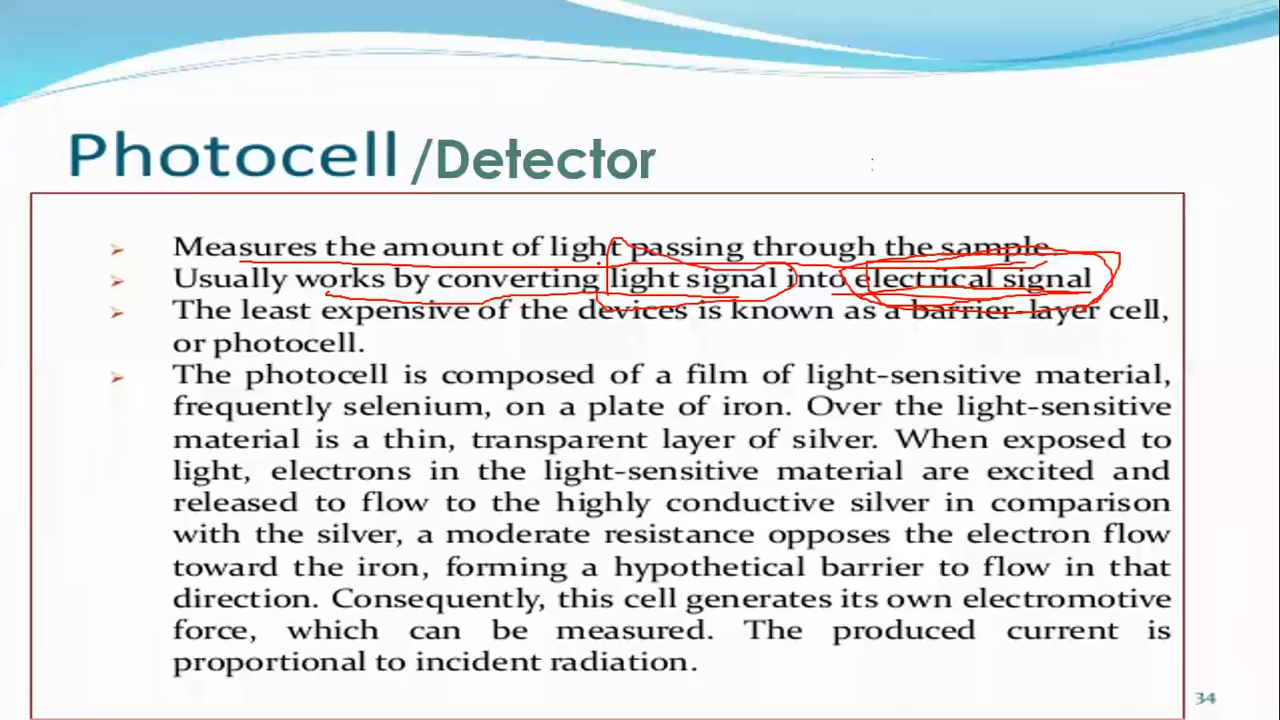 Photocell /Detector
➢ Measures the amount of light passing through the sample.
➢ Usually works by converting light signal into electrical signal
➢ The least expensive of the devices is known as a barrier-layer cell,
or photocell.
➢ The photocell is composed of a film of light-sensitive material,
frequently selenium, on a plate of iron. Over the light-sensitive
material is a thin, transparent layer of silver. When exposed to
light, electrons in the light-sensitive material are excited and
released to flow to the highly conductive silver in comparison
with the silver, a moderate resistance opposes the electron flow
toward the iron, forming a hypothetical barrier to flow in that
direction. Consequently, this cell generates its own electromotive
force, which can be measured. The produced current is
proportional to incident radiation.
34